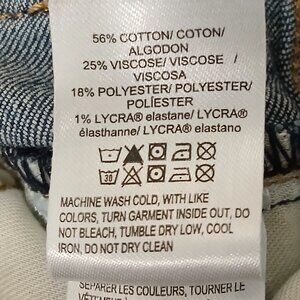 56% COTTON/ COTON/
ALGODON
25% VISCOSE/ VISCOSE /
VISCOSA
18% POLYESTER/ POLYESTER/
POLÍESTER
1% LYCRA® elastane/ LYCRA®
élasthanne/ LYCRA® elastano
30
MACHINE WASH COLD, WITH LIKE
COLORS, TURN GARMENT INSIDE OUT, DO
NOT BLEACH, TUMBLE DRY LOW, COOL
IRON, DO NOT DRY CLEAN
SÉPARER LES COULEURS, TOURNER LE